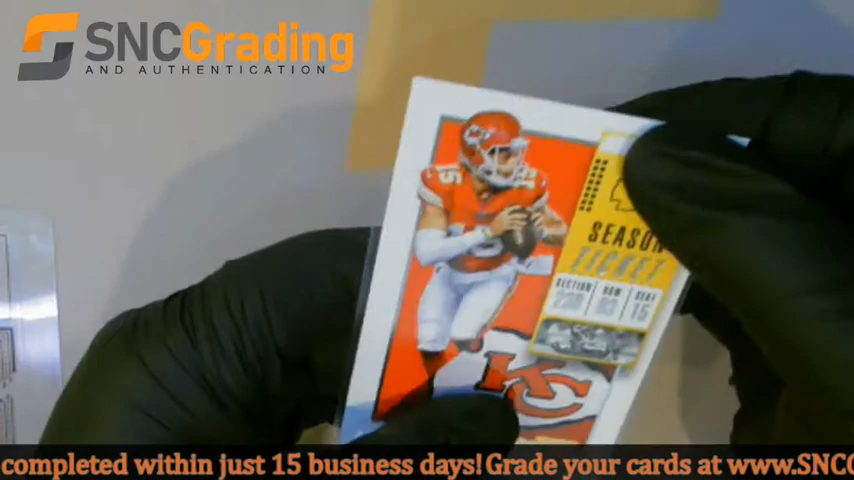 SNCGrading
AND AUTHENTICATION
15
SEASON
TICKET
SECTION ROW SEAT
KC
completed within just 15 business days! Grade your cards at www.SNC